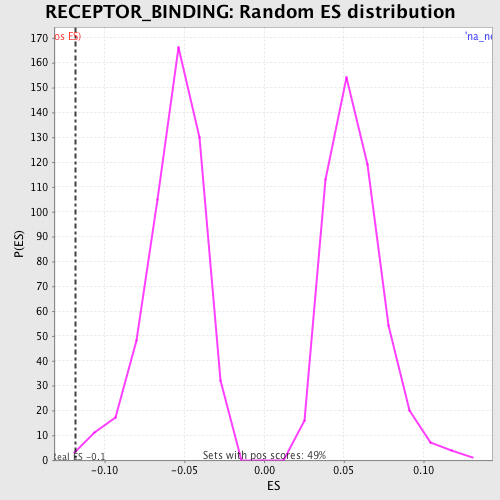 RECEPTOR_BINDING: Random ES distribution
os ES)
'na_ne
170
160
150
140
130
120
110
100
90
80
70
60
50
40
30
20
10
0
P(ES)
Real ES -0.1
Sets with pos scores: 49%
-0.10 -0.05 0.00 0.05 0.10
ES